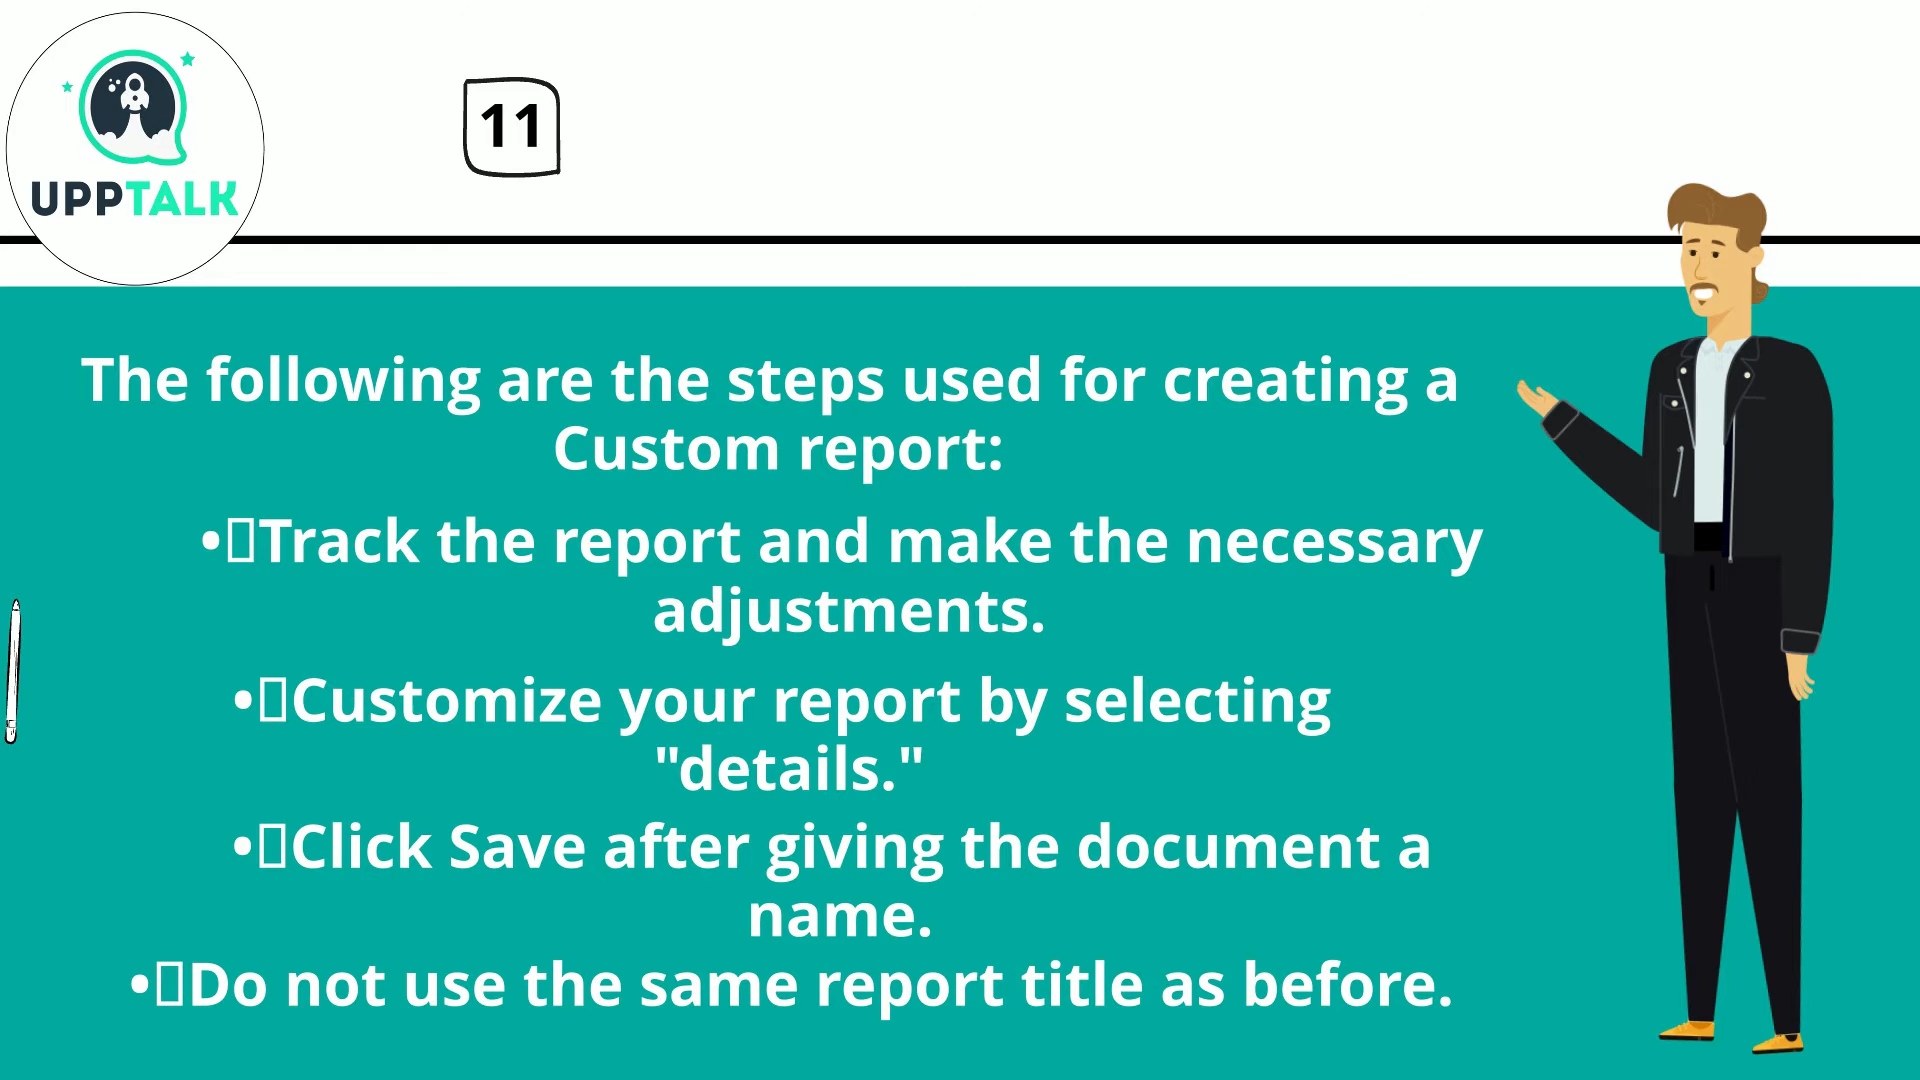 UPPTALK
11
The following are the steps used for creating a
Custom report:
•Track the report and make the necessary
adjustments.
•Customize your report by selecting
"details."
•Click Save after giving the document a
name.
•Do not use the same report title as before.